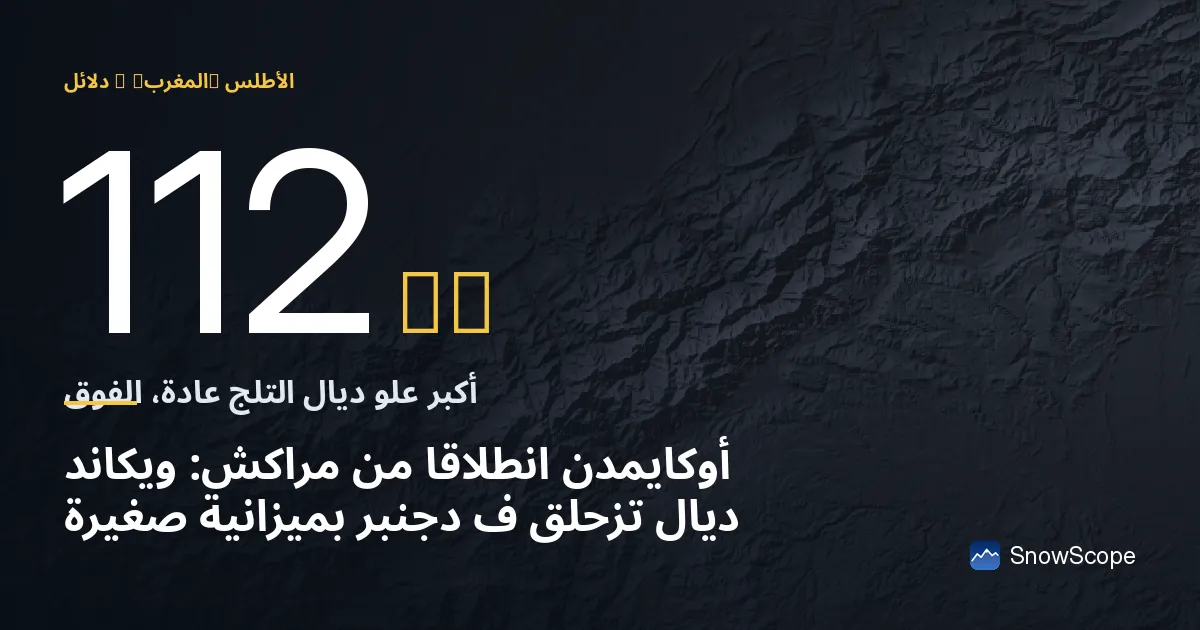 الأطلس ▯المغرب▯ ▯ دلائل
112 ▯▯
أكبر علو ديال التلج عادة، الفوق
أوكايمدن انطلاقا من مراكش: ويكاند
ديال تزحلق ف دجنبر بميزانية صغيرة
SnowScope